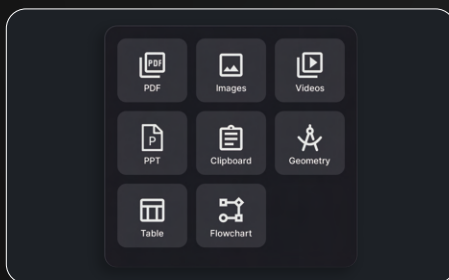 PDF
PDF Images Videos
P
PPT Clipboard Geometry
Table Flowchart